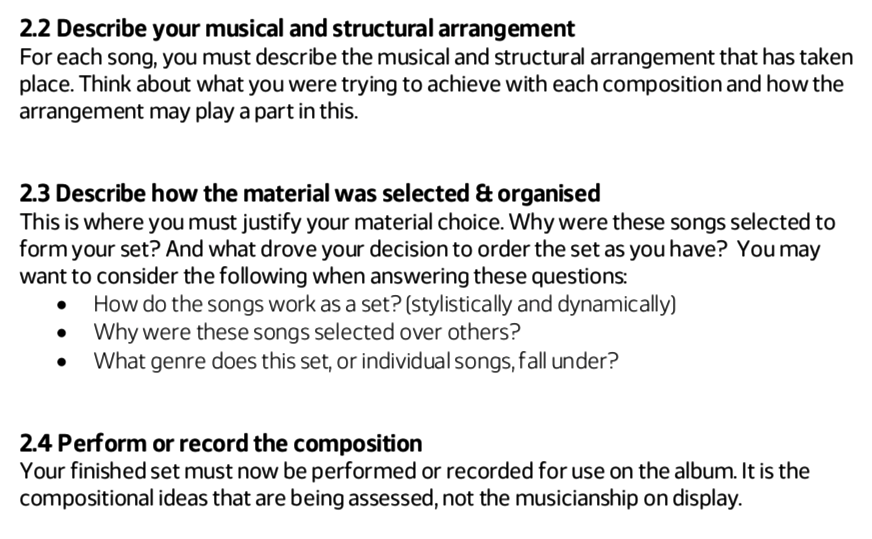 2.2 Describe your musical and structural arrangement
For each song, you must describe the musical and structural arrangement that has taken
place. Think about what you were trying to achieve with each composition and how the
arrangement may play a part in this.
2.3 Describe how the material was selected & organised
This is where you must justify your material choice. Why were these songs selected to
form your set? And what drove your decision to order the set as you have? You may
want to consider the following when answering these questions:
• How do the songs work as a set? (stylistically and dynamically)
• Why were these songs selected over others?
• What genre does this set, or individual songs, fall under?
2.4 Perform or record the composition
Your finished set must now be performed or recorded for use on the album. It is the
compositional ideas that are being assessed, not the musicianship on display.